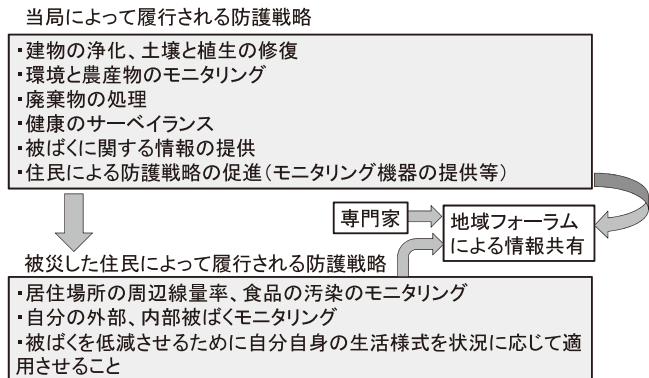 当局によって履行される防護戦略
・建物の浄化、土壌と植生の修復
・環境と農産物のモニタリング
・廃棄物の処理
・健康のサーベイランス
・被ばくに関する情報の提供
・住民による防護戦略の促進(モニタリング機器の提供等)
専門家
地域フォーラム
による情報共有
被災した住民によって履行される防護戦略
・居住場所の周辺線量率、食品の汚染のモニタリング
・自分の外部、内部被ばくモニタリング
・被ばくを低減させるために自分自身の生活様式を状況に応じて適
用させること